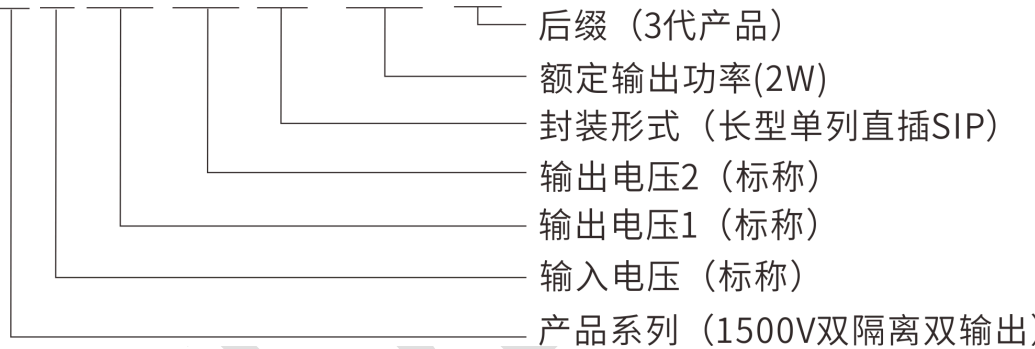 后缀（3代产品）
额定输出功率(2W)
封装形式（长型单列直插SIP）
输出电压2（标称）
输出电压1（标称）
输入电压（标称）
产品系列（1500V双隔离双输出）